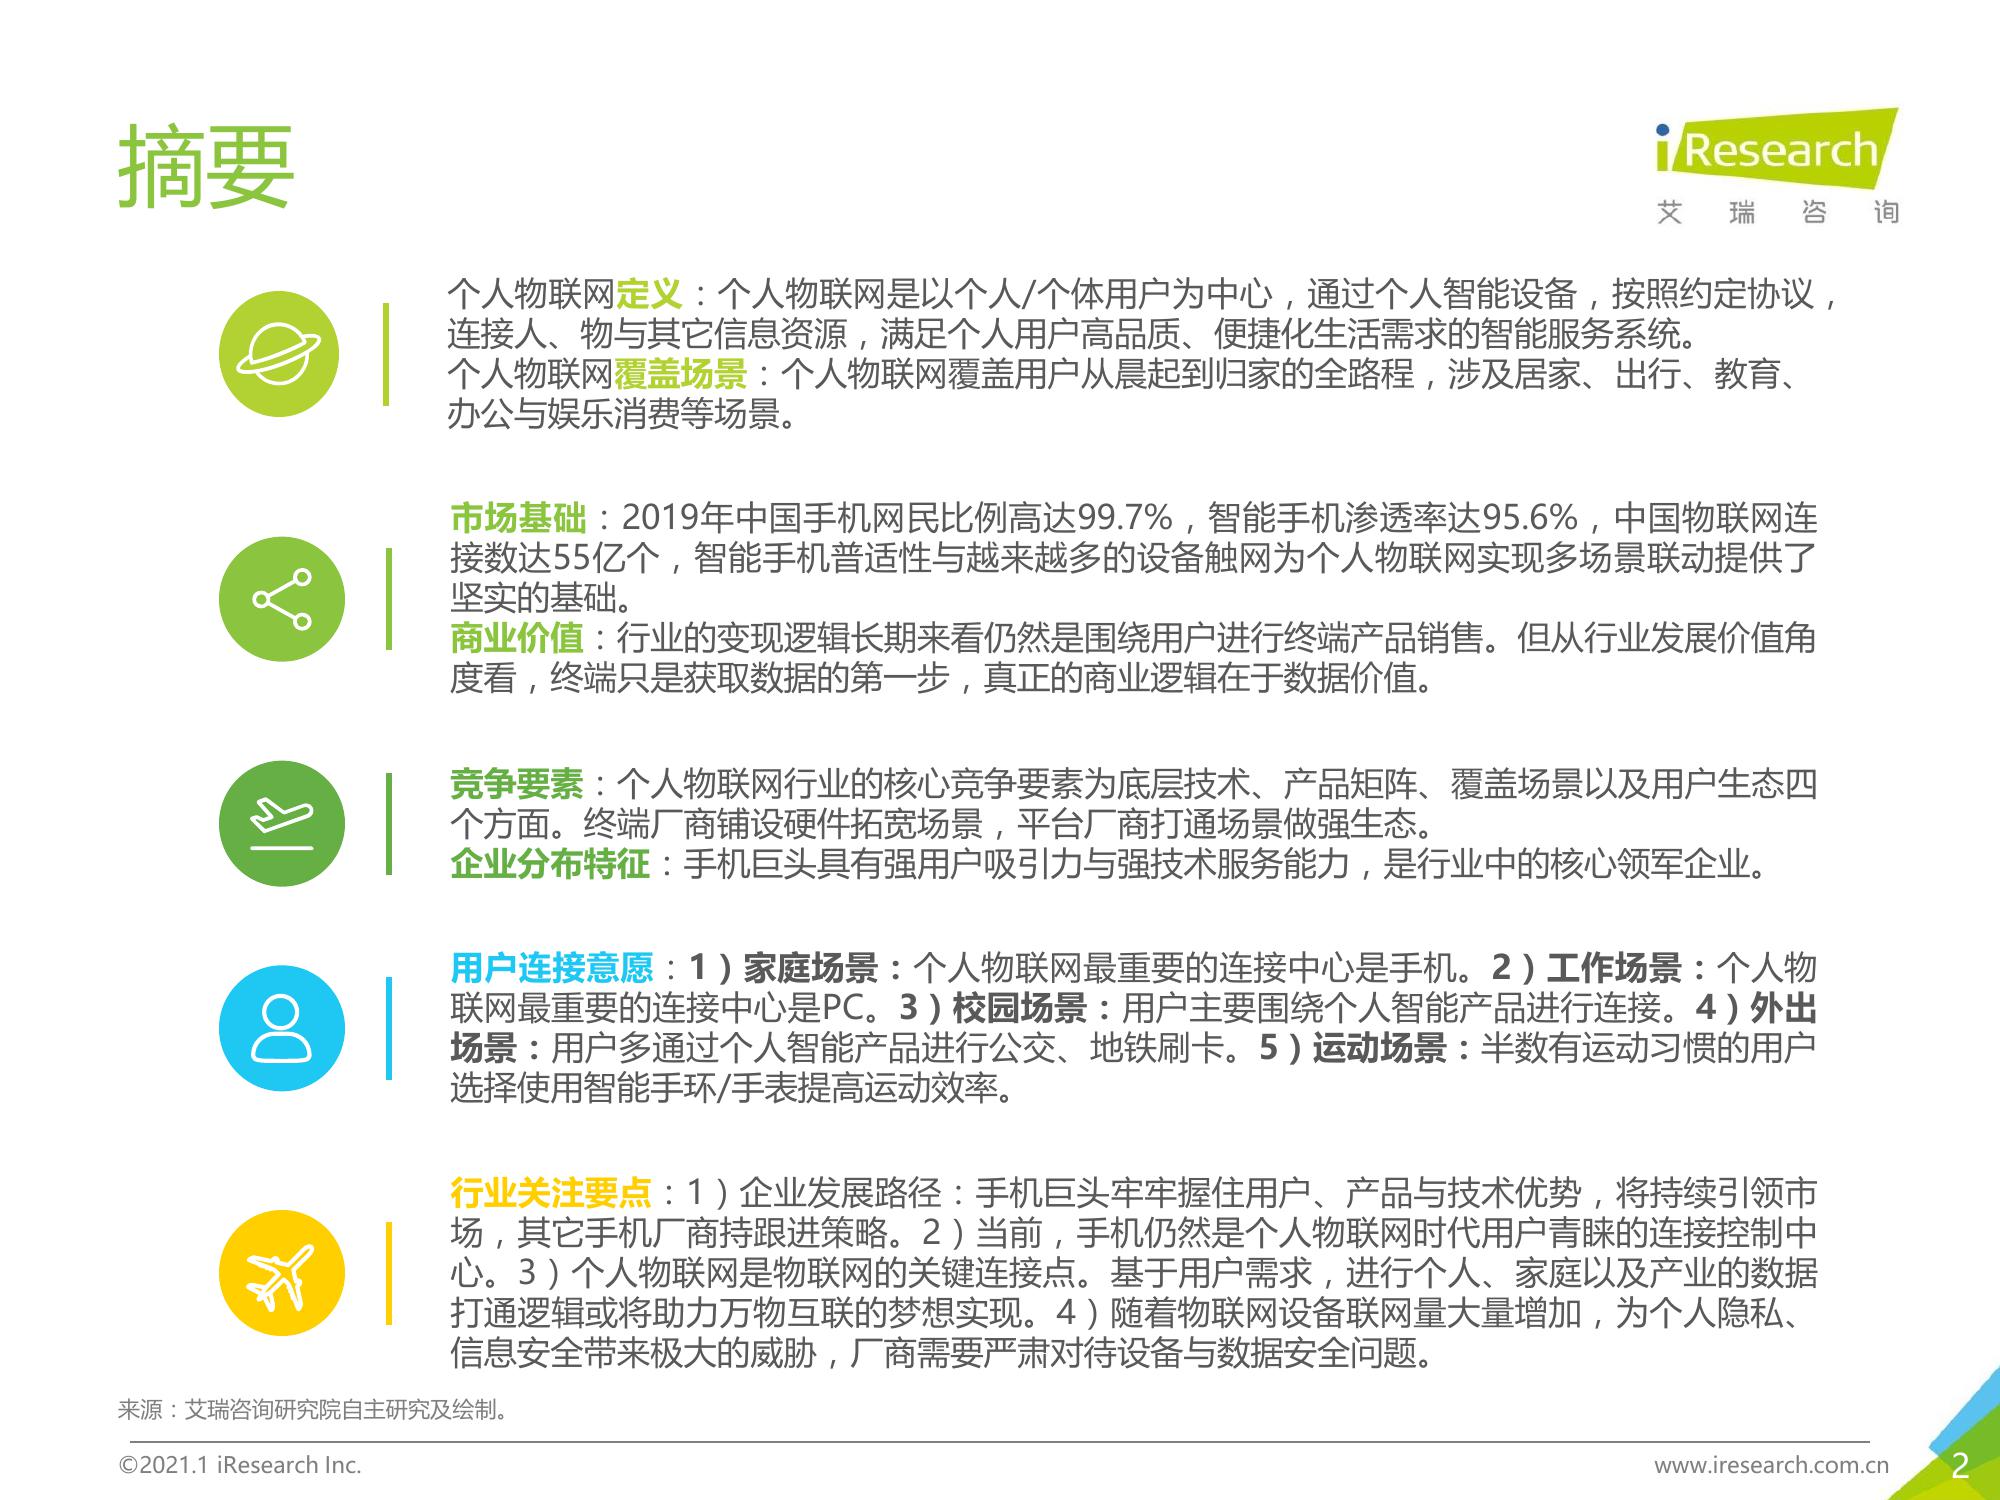 摘要
iResearch
艾瑞咨询
个人物联网定义：个人物联网是以个人/个体用户为中心，通过个人智能设备，按照约定协议，
连接人、物与其它信息资源，满足个人用户高品质、便捷化生活需求的智能服务系统。
个人物联网覆盖场景：个人物联网覆盖用户从晨起到归家的全路程，涉及居家、出行、教育、
办公与娱乐消费等场景。
市场基础：2019年中国手机网民比例高达99.7%，智能手机渗透率达95.6%，中国物联网连
接数达55亿个，智能手机普适性与越来越多的设备触网为个人物联网实现多场景联动提供了
坚实的基础。
商业价值：行业的变现逻辑长期来看仍然是围绕用户进行终端产品销售。但从行业发展价值角
度看，终端只是获取数据的第一步，真正的商业逻辑在于数据价值。
竞争要素：个人物联网行业的核心竞争要素为底层技术、产品矩阵、覆盖场景以及用户生态四
个方面。终端厂商铺设硬件拓宽场景，平台厂商打通场景做强生态。
企业分布特征：手机巨头具有强用户吸引力与强技术服务能力，是行业中的核心领军企业。
用户连接意愿：1）家庭场景：个人物联网最重要的连接中心是手机。2）工作场景：个人物
联网最重要的连接中心是PC。3）校园场景：用户主要围绕个人智能产品进行连接。4）外出
场景：用户多通过个人智能产品进行公交、地铁刷卡。5）运动场景：半数有运动习惯的用户
选择使用智能手环/手表提高运动效率。
行业关注要点：1）企业发展路径：手机巨头牢牢握住用户、产品与技术优势，将持续引领市
场，其它手机厂商持跟进策略。2）当前，手机仍然是个人物联网时代用户青睐的连接控制中
心。3）个人物联网是物联网的关键连接点。基于用户需求，进行个人、家庭以及产业的数据
打通逻辑或将助力万物互联的梦想实现。4）随着物联网设备联网量大量增加，为个人隐私、
信息安全带来极大的威胁，厂商需要严肃对待设备与数据安全问题。
来源：艾瑞咨询研究院自主研究及绘制。
©2021.1 iResearch Inc.
www.iresearch.com.cn
2